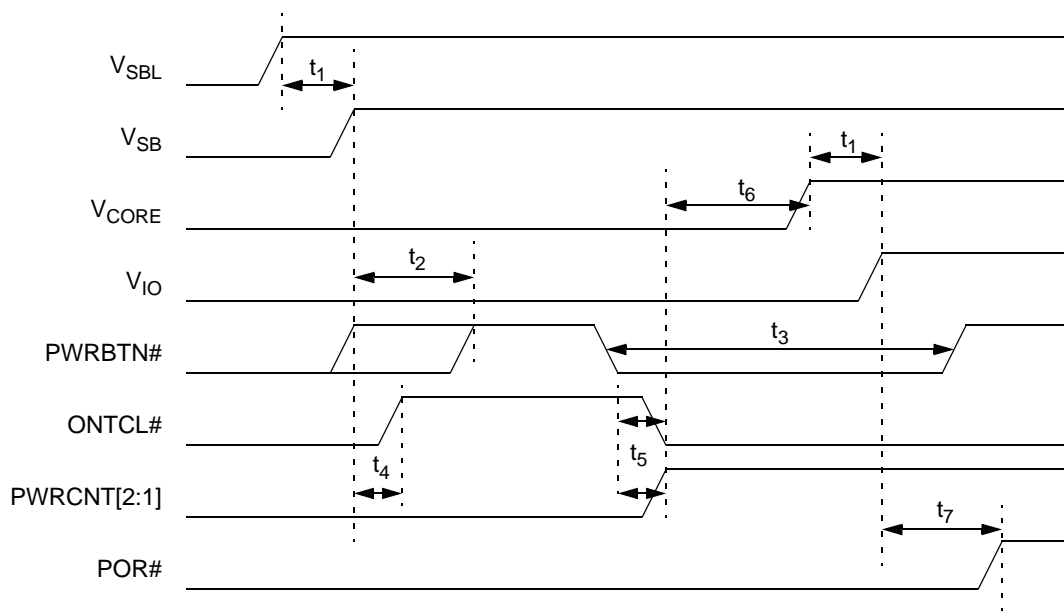 V_SBL
t_1
V_SB
t_1
t_6
V_CORE
t_2
V_IO
t_3
PWRBTN#
ONTCL#
t_4
t_5
PWRCNT[2:1]
t_7
POR#